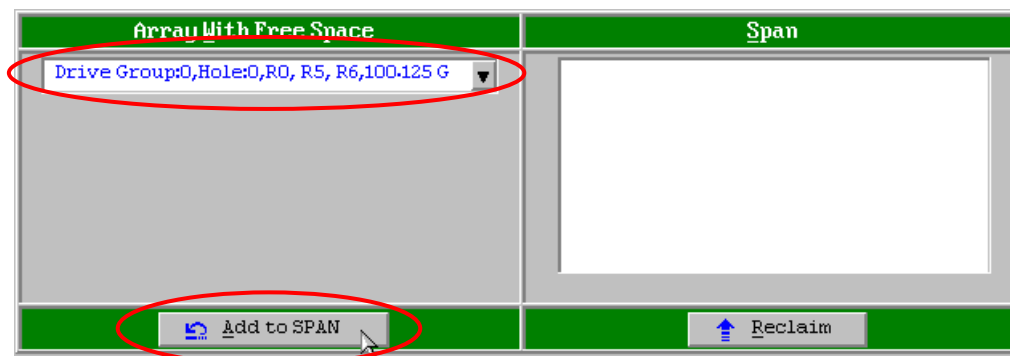 Array With Free Space
Span
Drive Group:0,Hole:0,R0, R5, R6,100.125 G
Add to SPAN
Reclaim